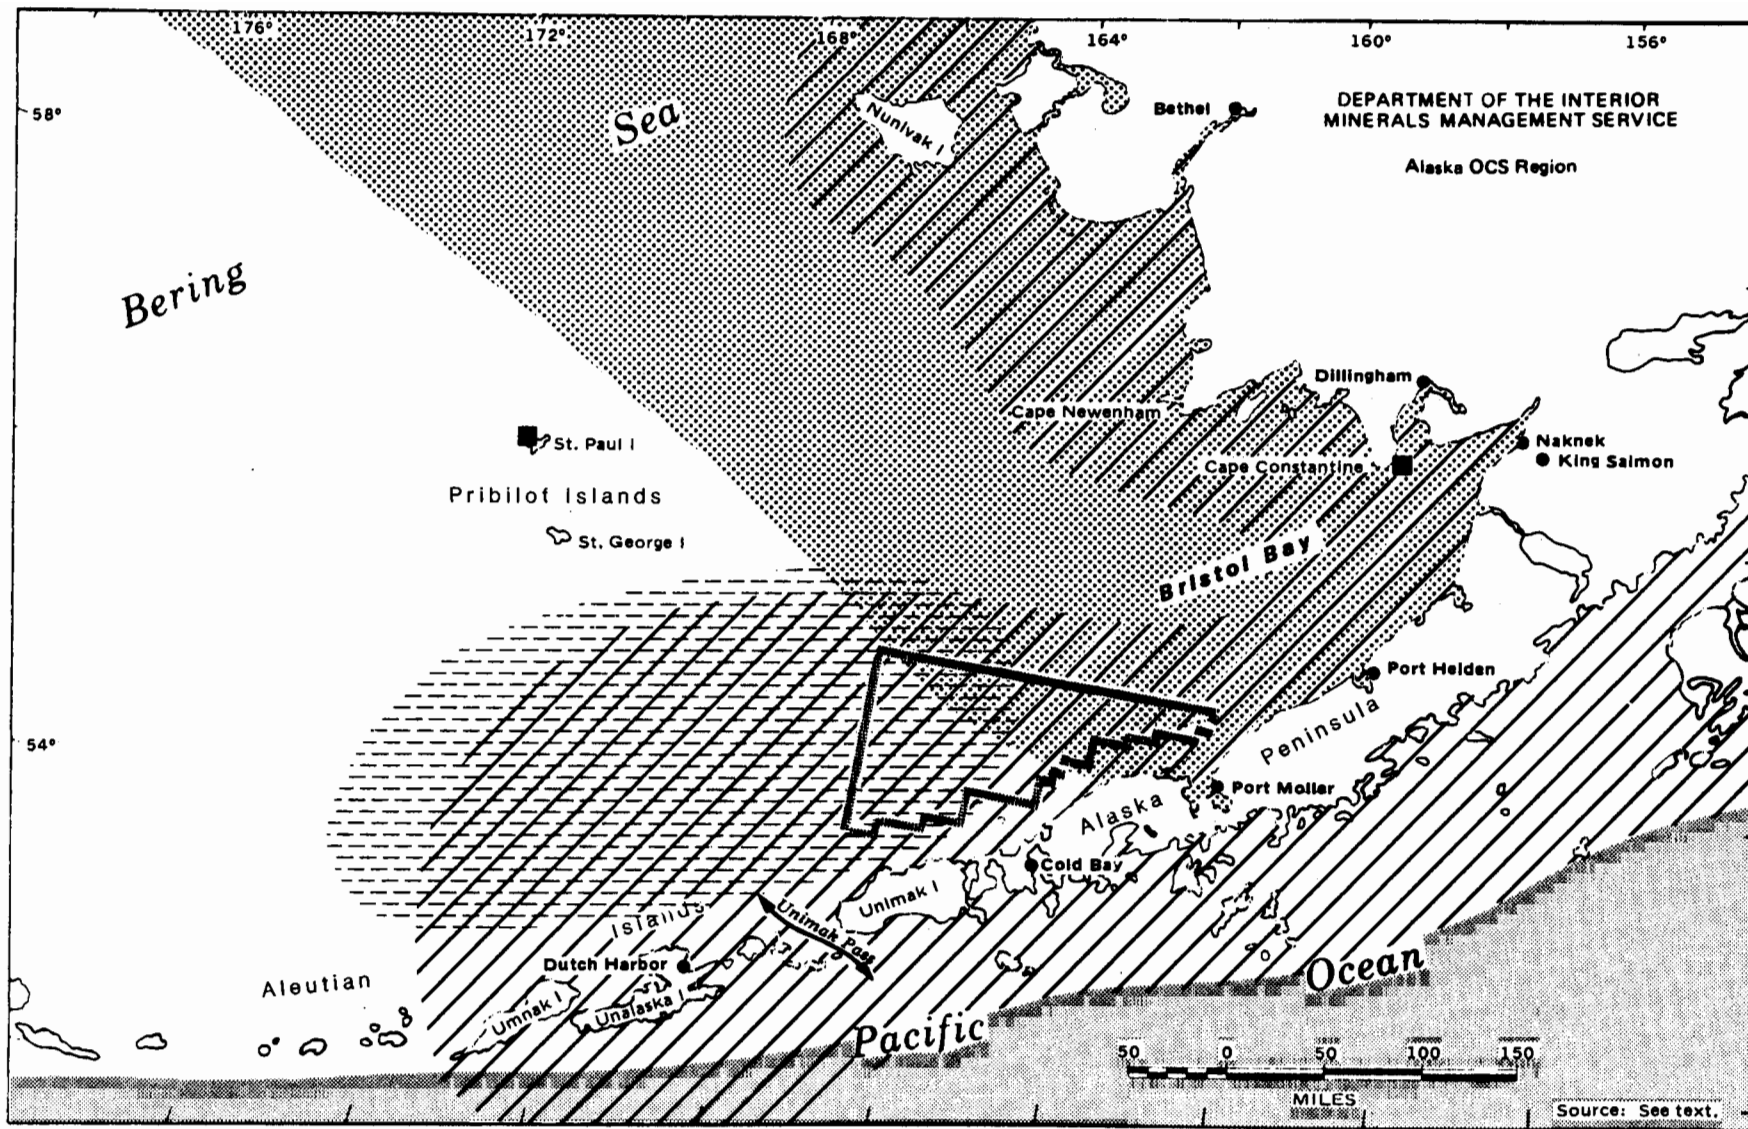 176°
172°
168°
164°
160°
156°
58°
54°
DEPARTMENT OF THE INTERIOR
MINERALS MANAGEMENT SERVICE
Alaska OCS Region
Bering
Sea
Nunivak I
Bethel
Dillingham
Cape Newenham
Naknek
King Salmon
Cape Constantine
St. Paul I
Pribilof Islands
St. George I
Bristol Bay
Port Heiden
Peninsula
Port Moller
Alaska
Cold Bay
Unimak I
Unimak Pass
Islands
Dutch Harbor
Aleutian
Umnak I
Unalaska I
Pacific
Ocean
50 0 50 100 150
MILES
Source: See text.